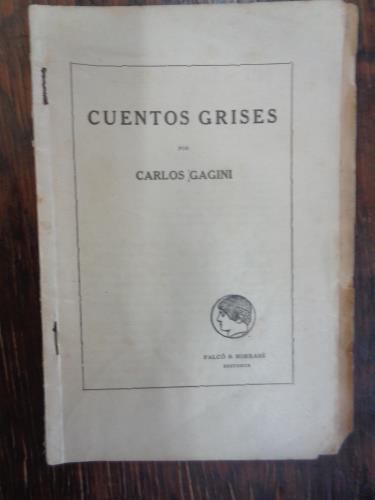 CUENTOS GRISES
POR
CARLOS GAGINI
FALCÓ & BORRASÉ
EDITORES